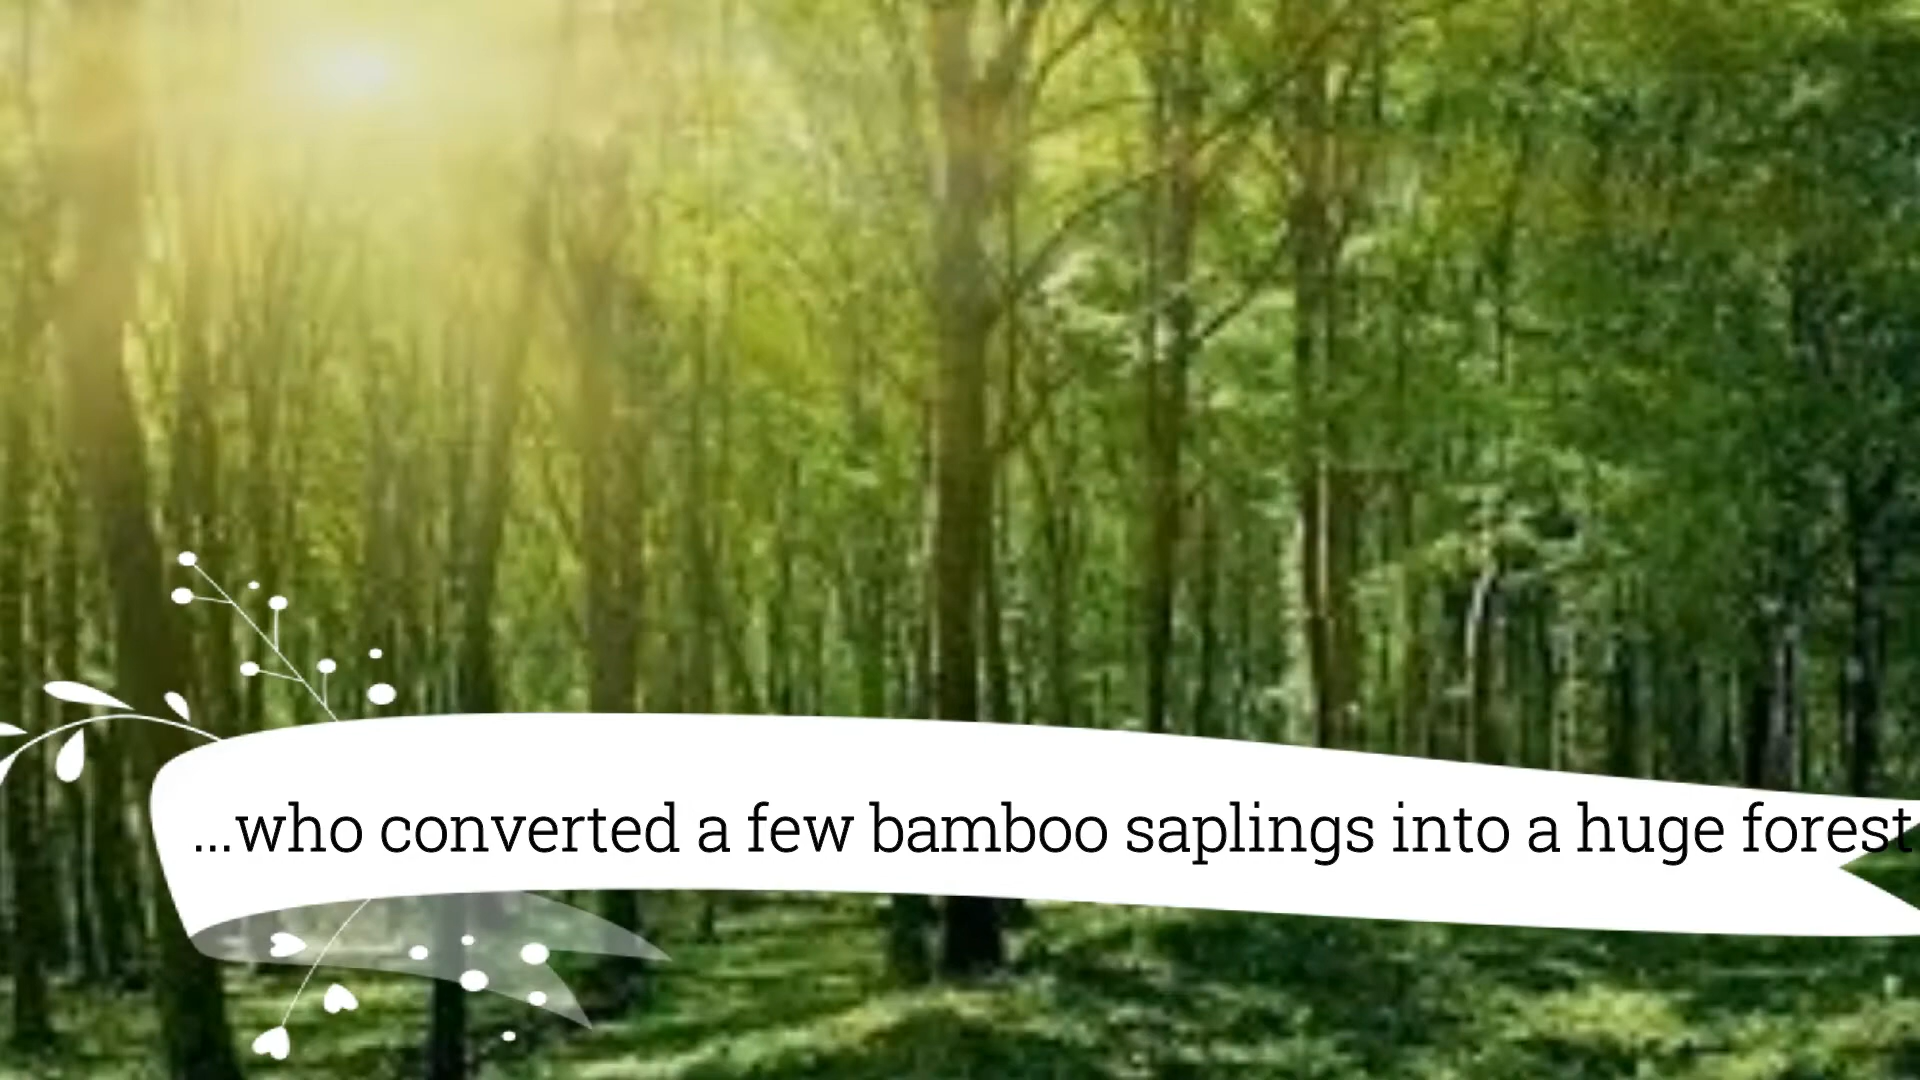 ...who converted a few bamboo saplings into a huge forest